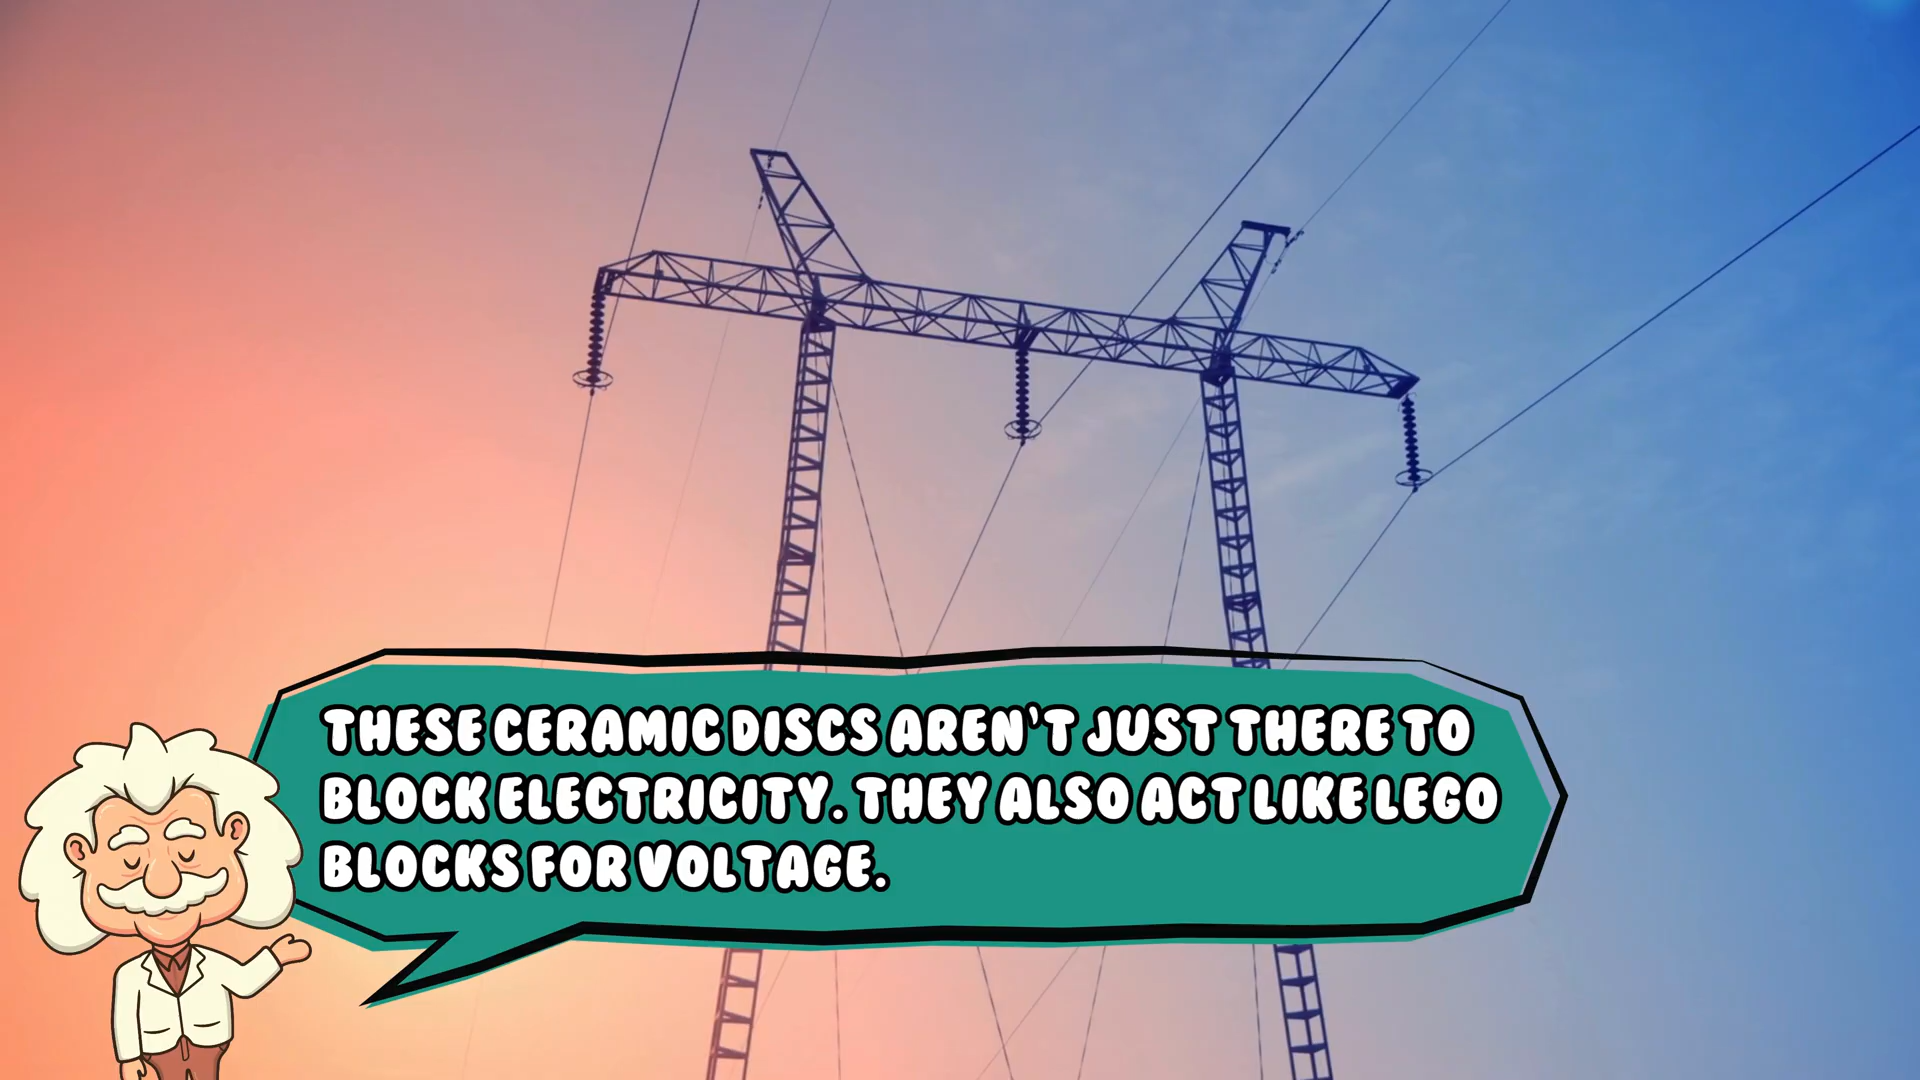 THESE CERAMIC DISCS AREN'T JUST THERE TO
BLOCK ELECTRICITY. THEY ALSO ACT LIKE LEGO
BLOCKS FOR VOLTAGE.